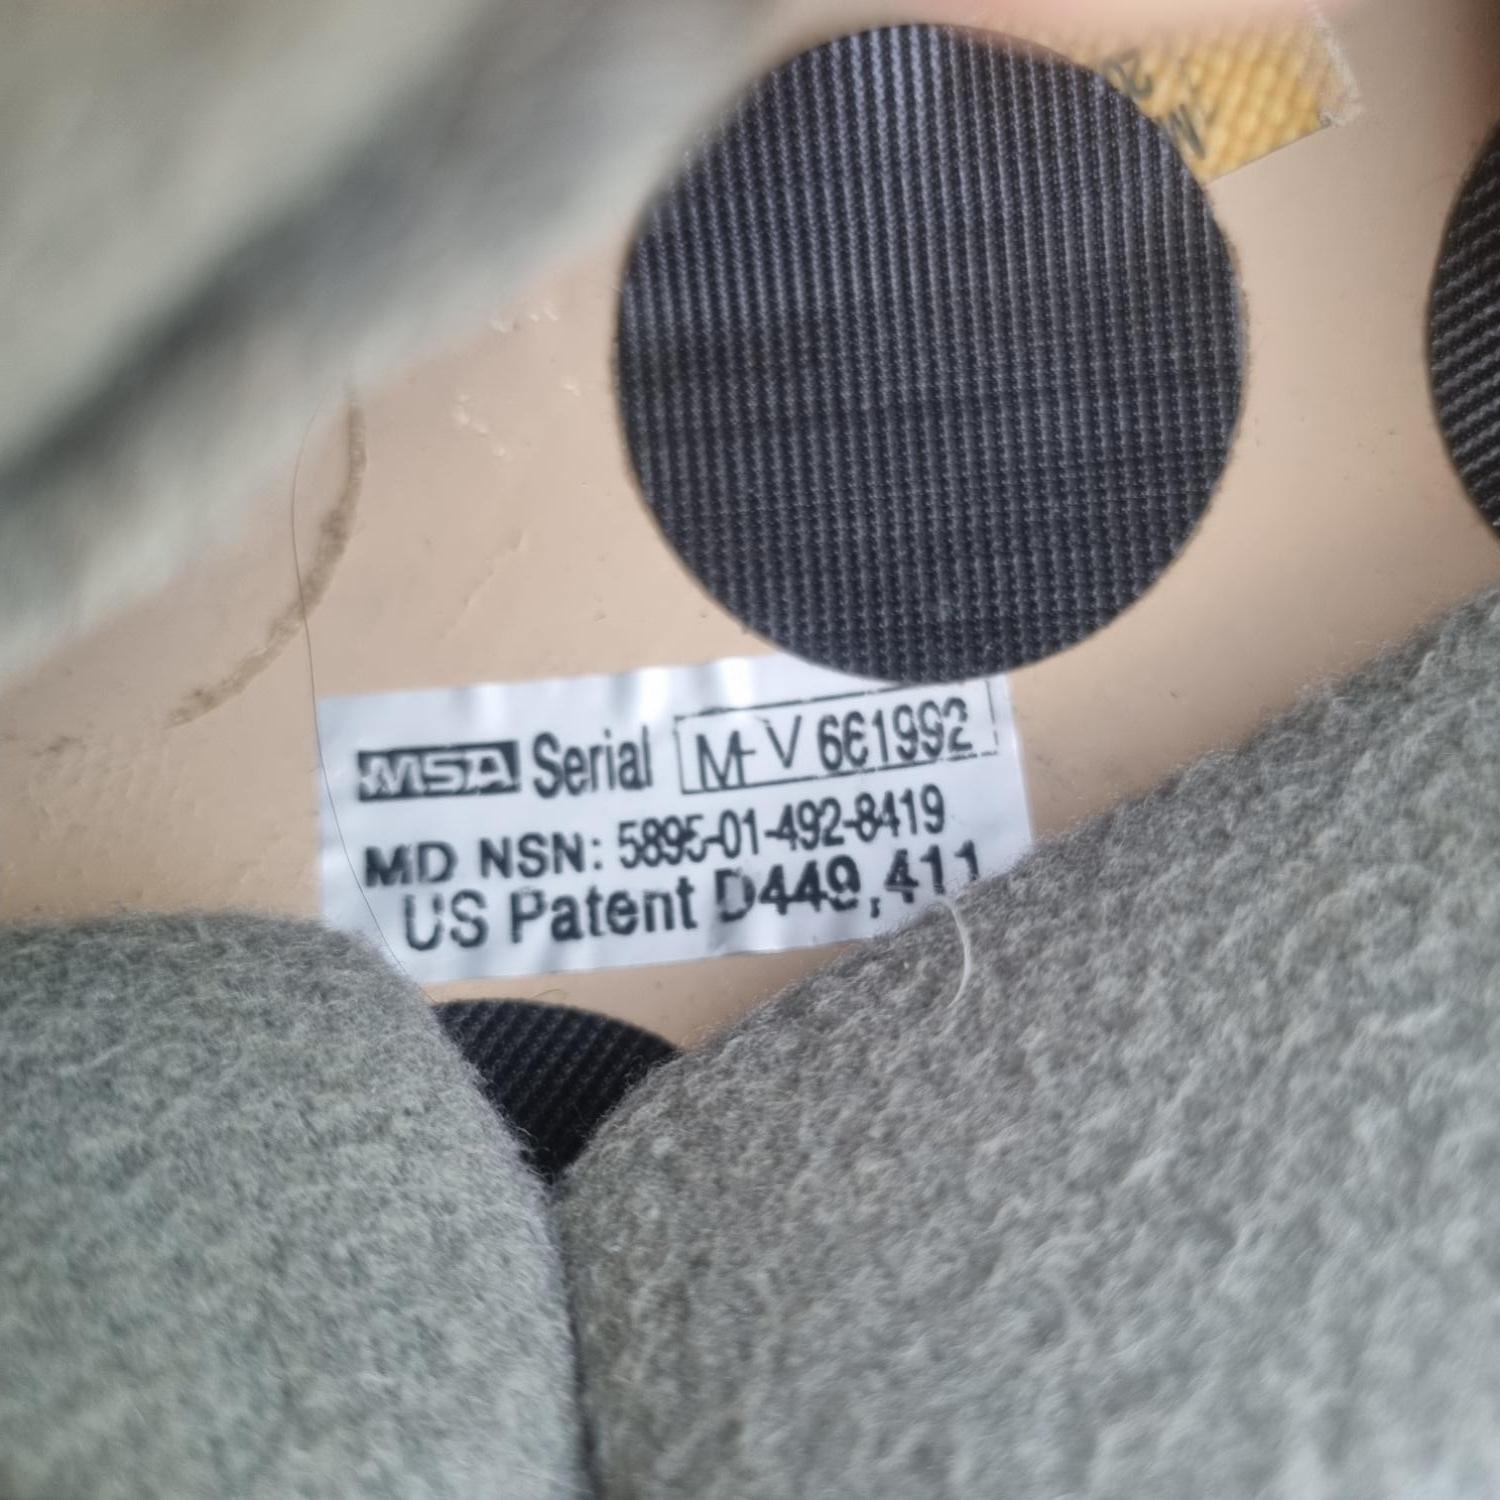 MSA Serial M-V 661992
MD NSN: 5895-01-492-8419
US Patent D449,411